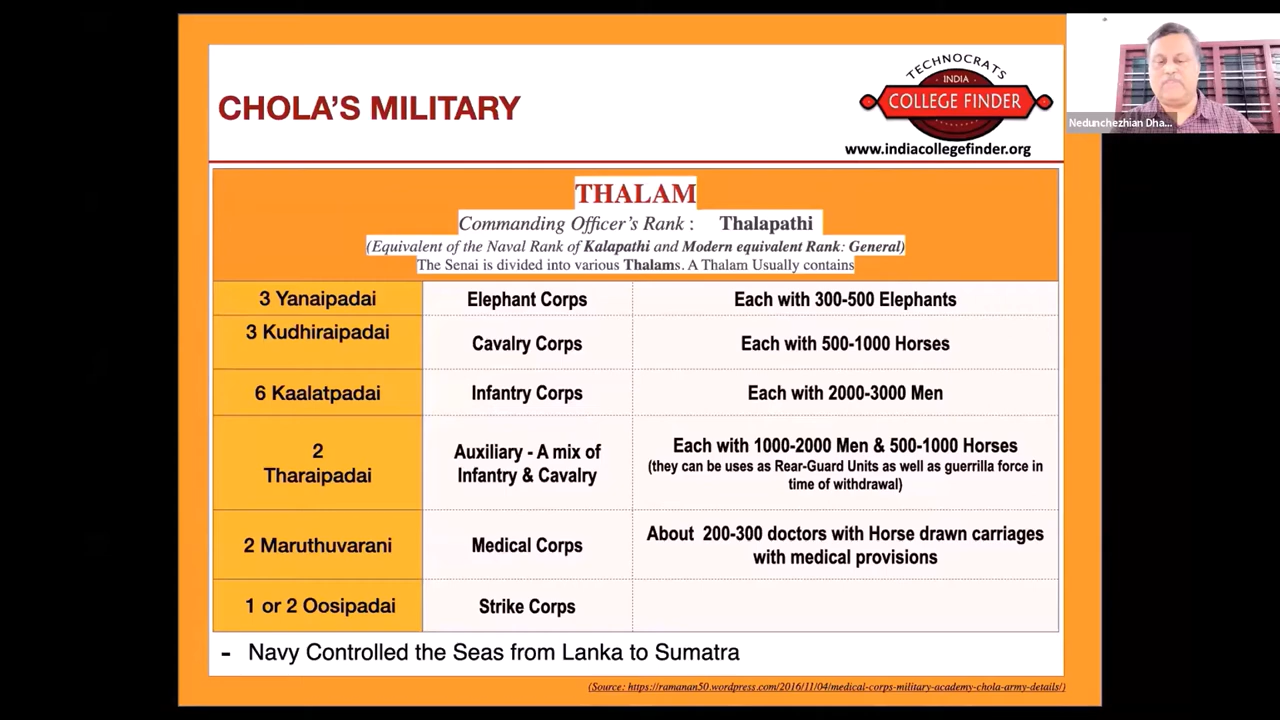 CHOLA'S MILITARY
TECHNOCRATS
INDIA
COLLEGE FINDER
www.indiacollegefinder.org
Nedunchezhian Dha...
THALAM
Commanding Officer's Rank : Thalapathi
(Equivalent of the Naval Rank of Kalapathi and Modern equivalent Rank: General)
The Senai is divided into various Thalams. A Thalam Usually contains
3 Yanaipadai
Elephant Corps
Each with 300-500 Elephants
3 Kudhiraipadai
Cavalry Corps
Each with 500-1000 Horses
6 Kaalatpadai
Infantry Corps
Each with 2000-3000 Men
2
Tharaipadai
Auxiliary - A mix of
Infantry & Cavalry
Each with 1000-2000 Men & 500-1000 Horses
(they can be uses as Rear-Guard Units as well as guerrilla force in
time of withdrawal)
2 Maruthuvarani
Medical Corps
About 200-300 doctors with Horse drawn carriages
with medical provisions
1 or 2 Oosipadai
Strike Corps
- Navy Controlled the Seas from Lanka to Sumatra
(Source: https://ramanan50.wordpress.com/2016/11/04/medical-corps-military-academy-chola-army-details/)